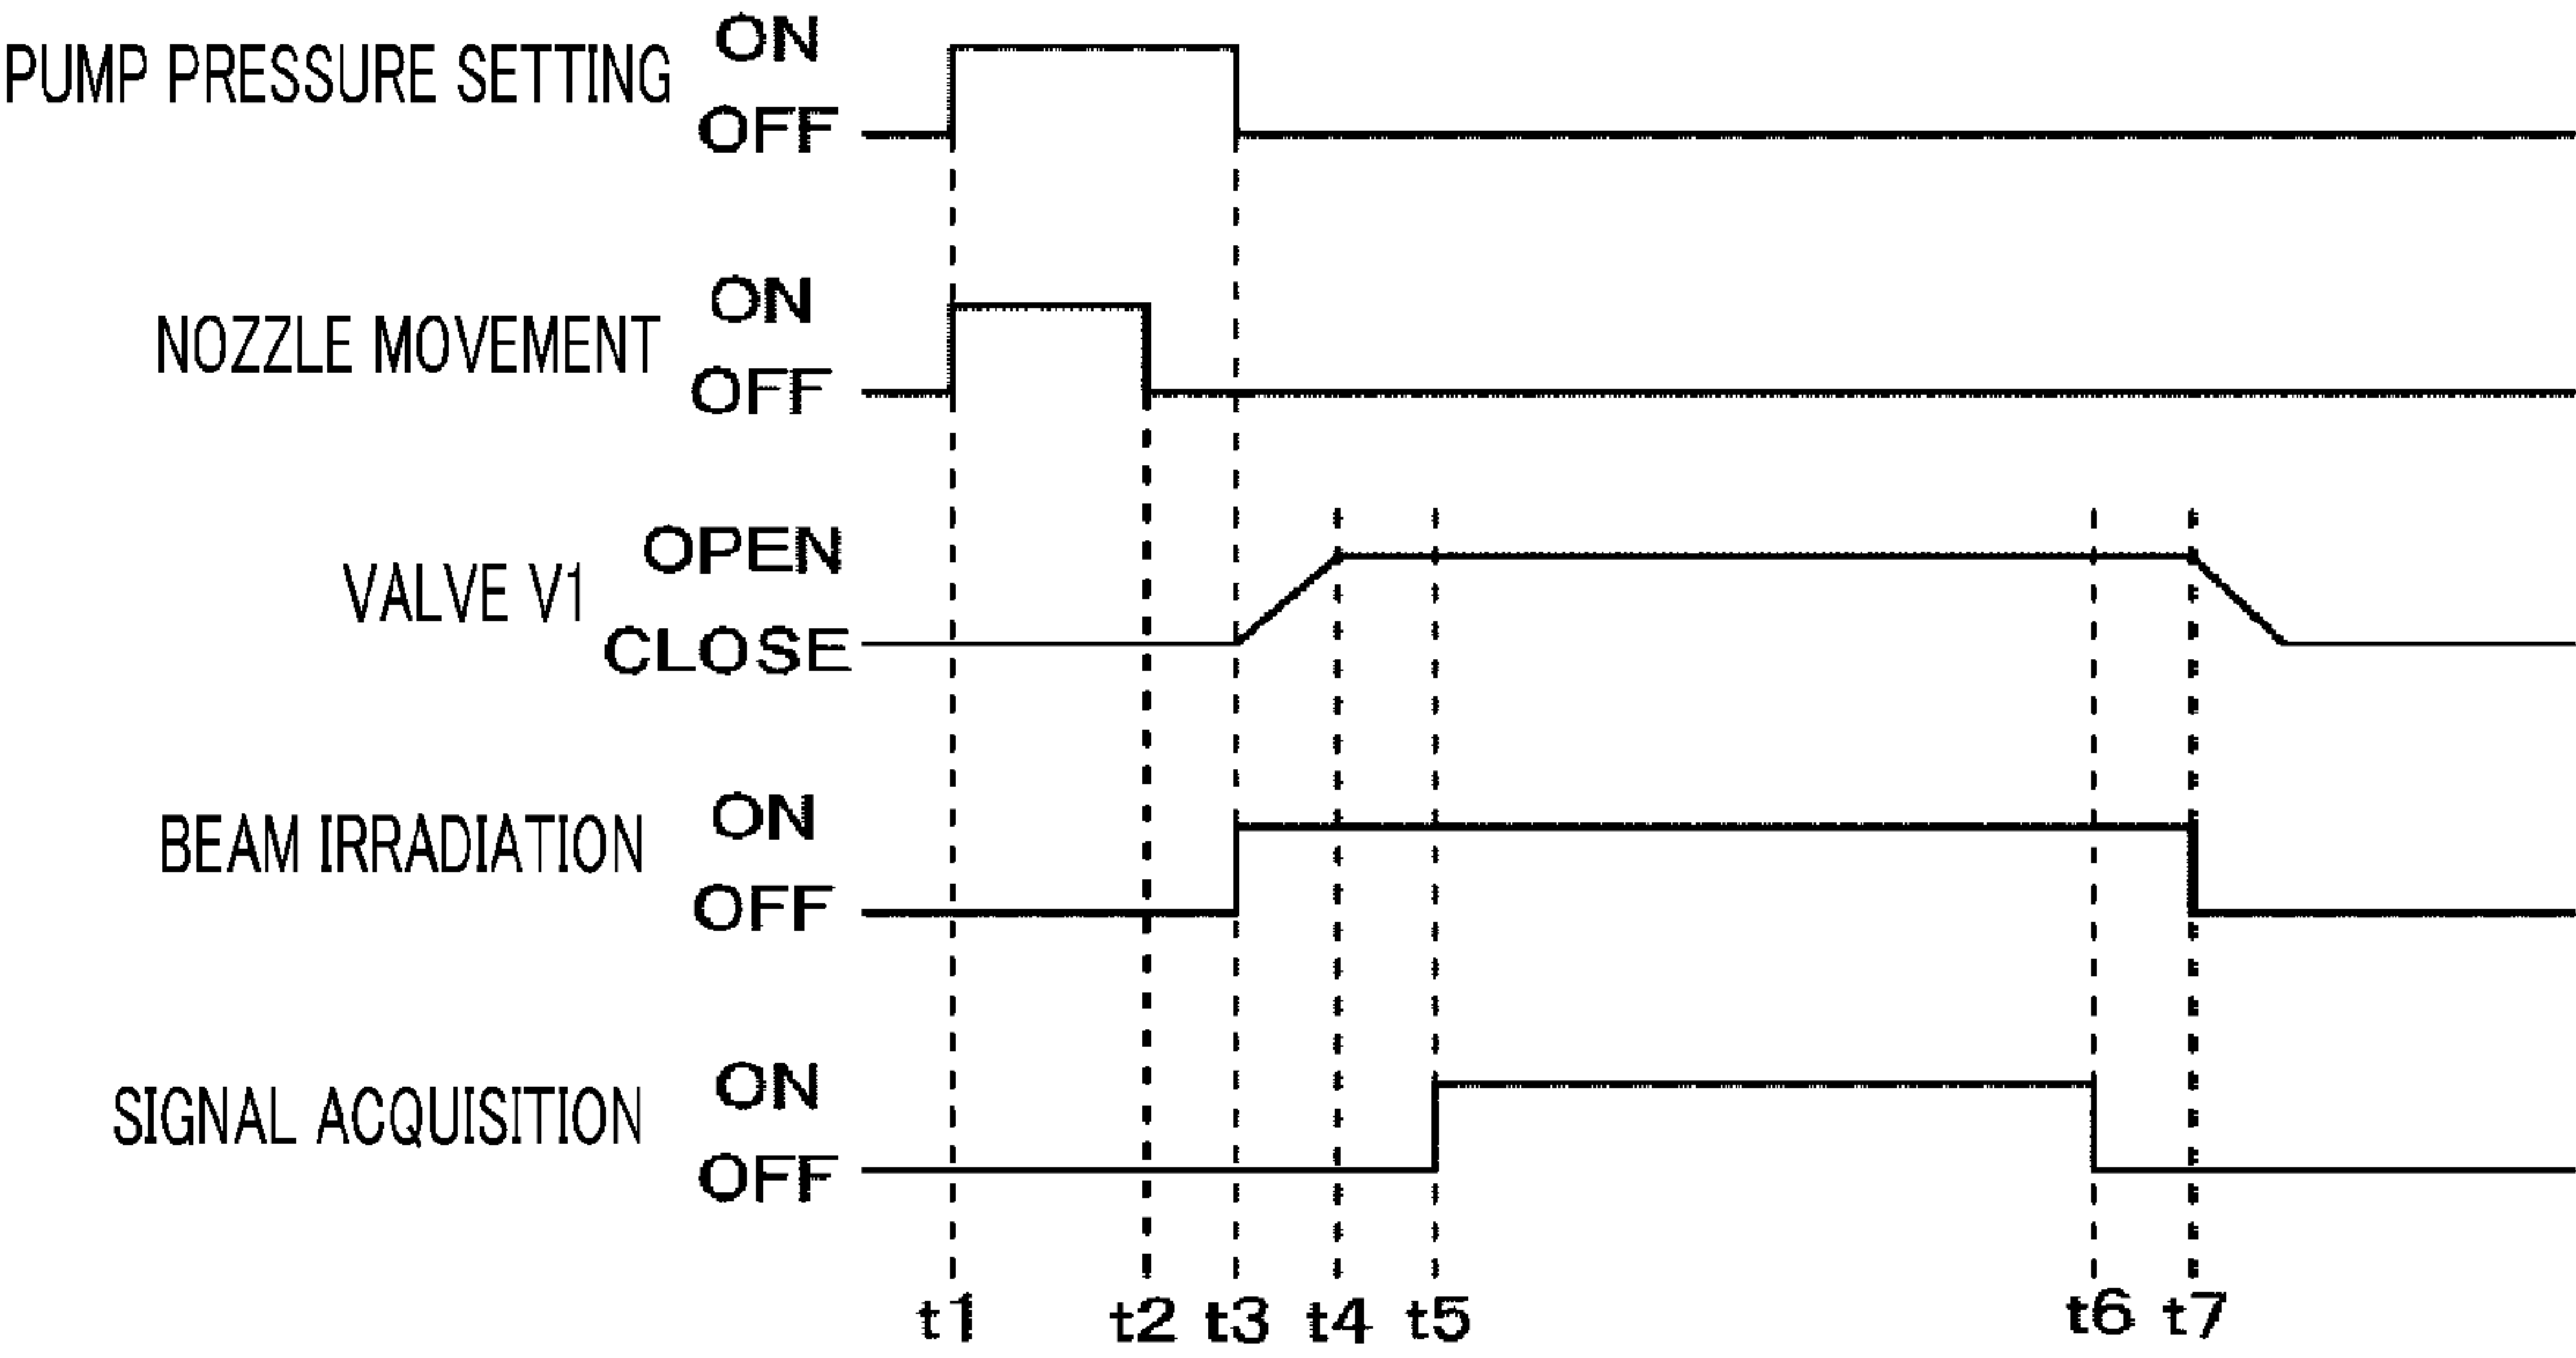 PUMP PRESSURE SETTING
ON
OFF
NOZZLE MOVEMENT
ON
OFF
VALVE V1
OPEN
CLOSE
BEAM IRRADIATION
ON
OFF
SIGNAL ACQUISITION
ON
OFF
t1 t2 t3 t4 t5 t6 t7